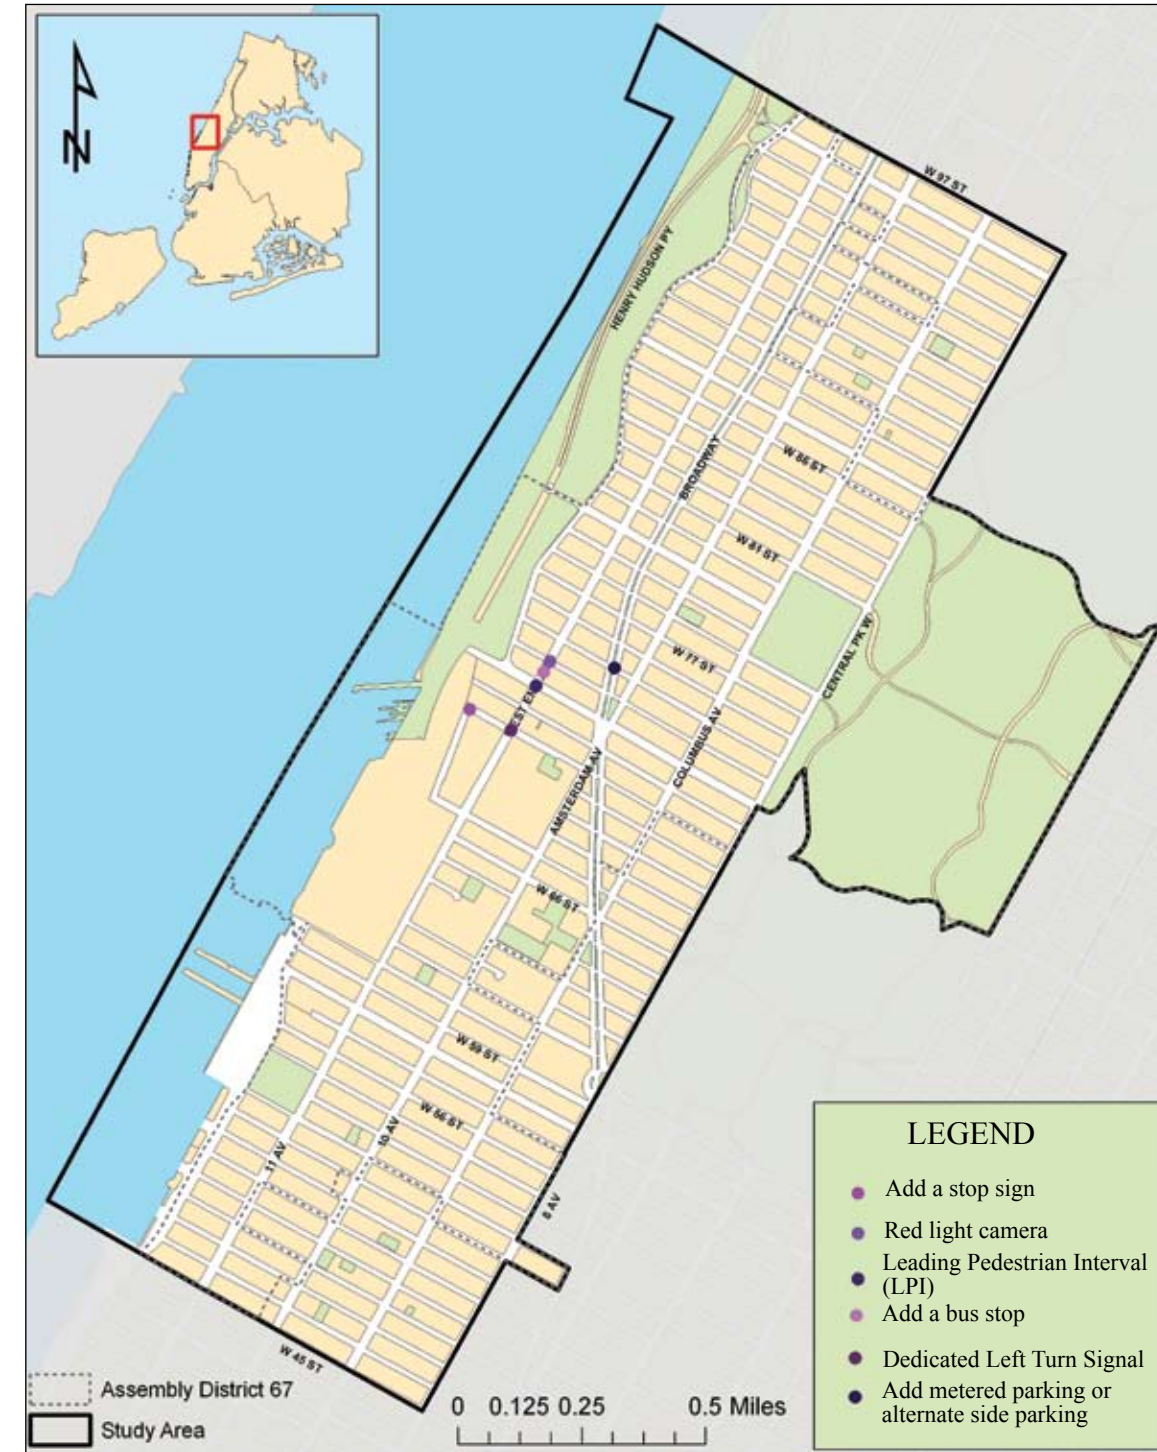 N
W 97 ST
HENRY HUDSON PY
BROADWAY
W 86 ST
W 81 ST
W 77 ST
CENTRAL PK W
COLUMBUS AV
AMSTERDAM AV
W 66 ST
W 59 ST
W 56 ST
10 AV
11 AV
8 AV
W 45 ST
LEGEND
Add a stop sign
Red light camera
Leading Pedestrian Interval
(LPI)
Add a bus stop
Dedicated Left Turn Signal
Add metered parking or
alternate side parking
Assembly District 67
Study Area
0 0.125 0.25 0.5 Miles